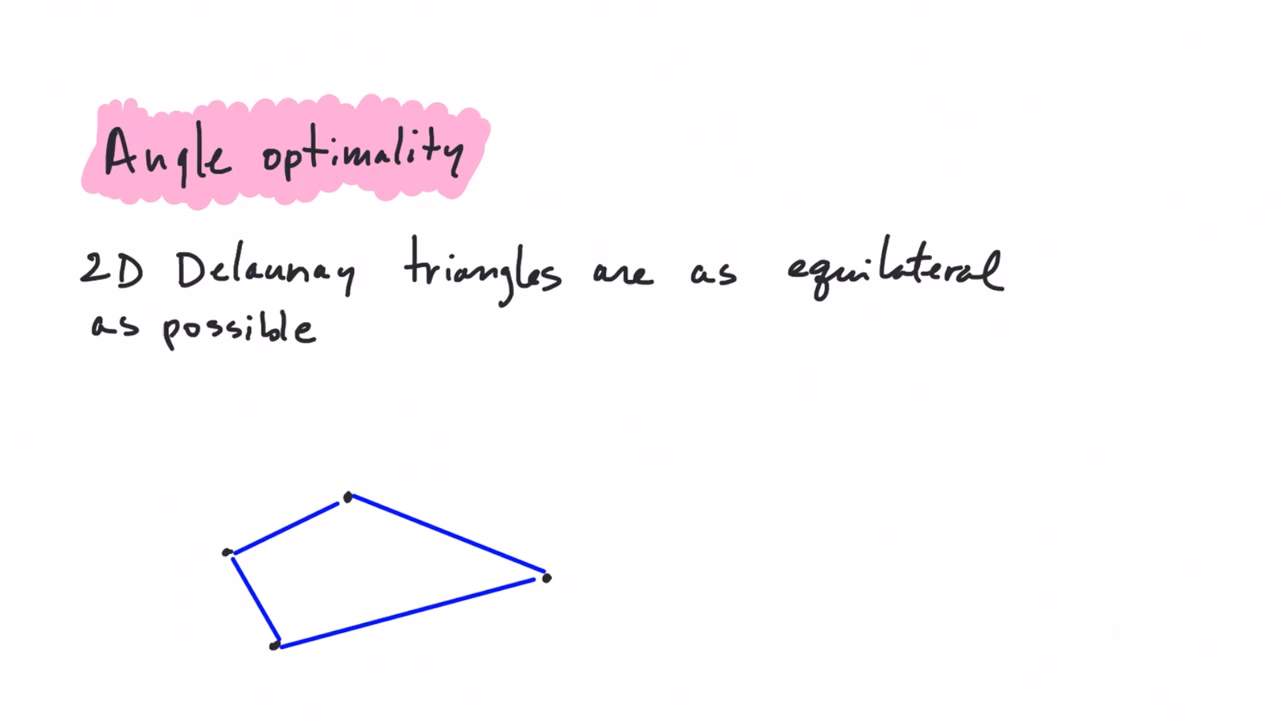 Angle optimality
2D Delaunay triangles are as equilateral
as possible